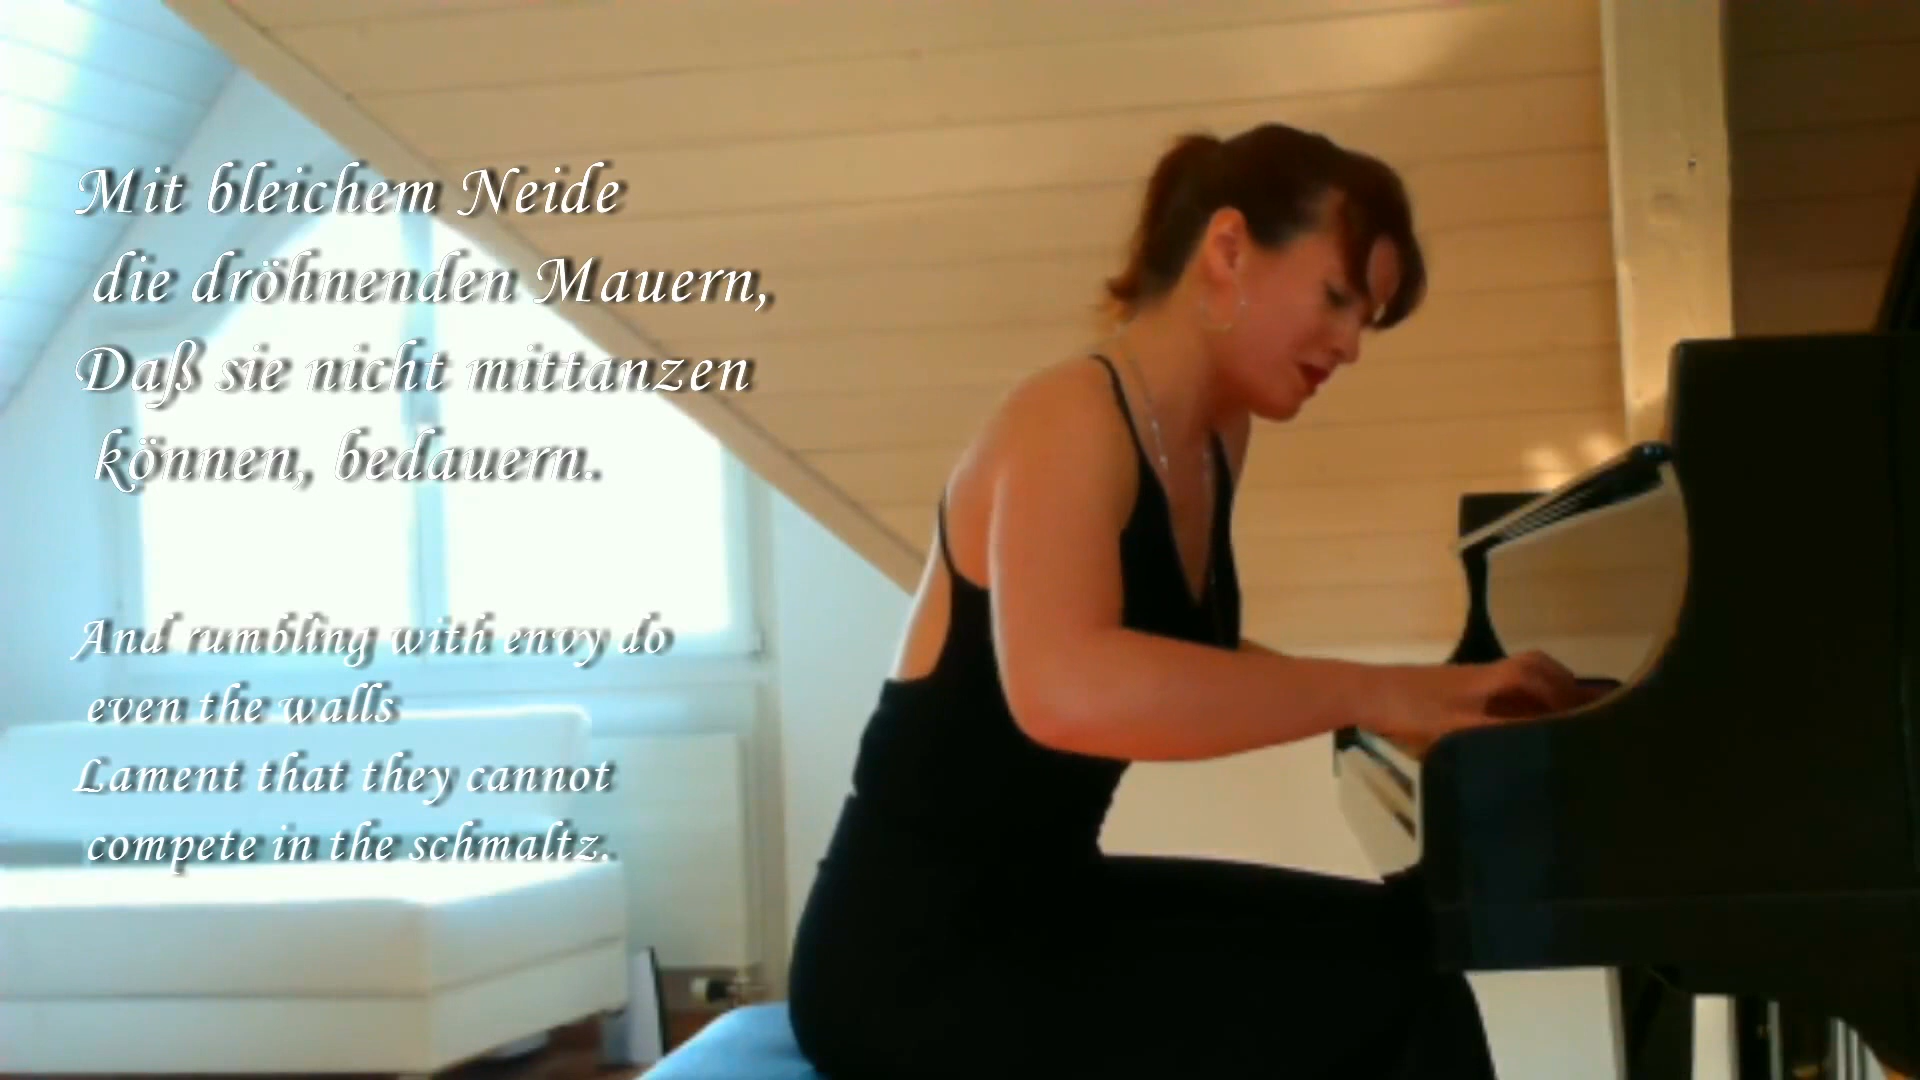 Mit bleichem Neide
die dröhnenden Mauern,
Daß sie nicht mittanzen
können, bedauern.
And rumbling with envy do
even the walls
Lament that they cannot
compete in the schmaltz.